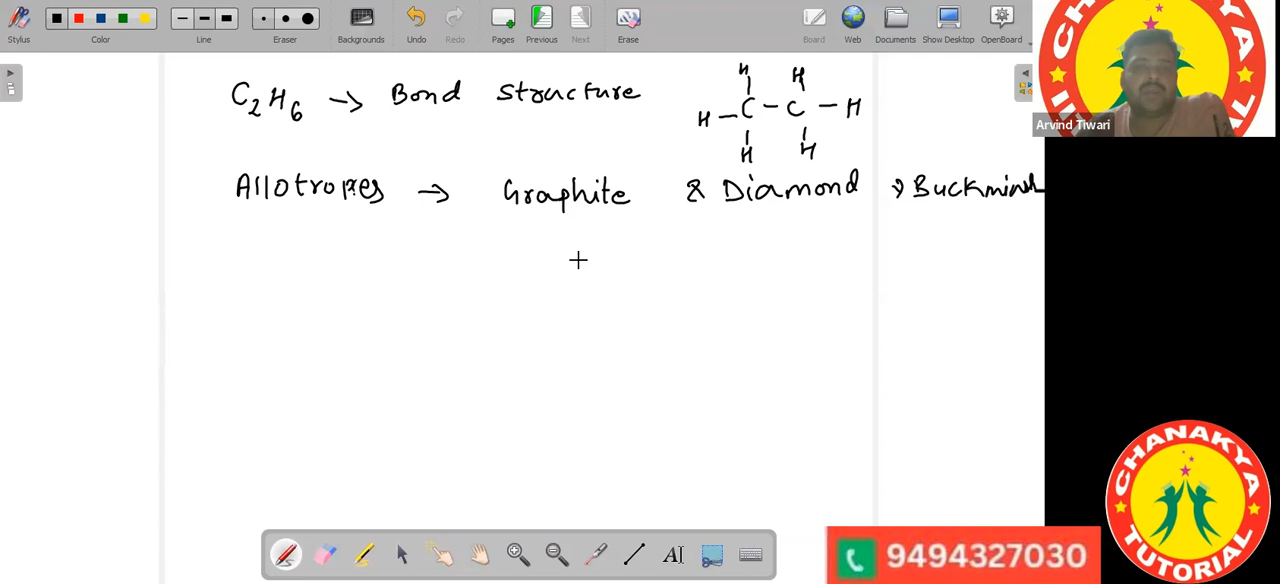 Stylus Color Line Eraser Backgrounds Undo Redo Pages Previous Next Erase Board Web Documents Show Desktop OpenBoard
CHANAKYA
Arvind Tiwari
C2H6 → Bond Structure
H H
H - C - C - H
H H
Allotropes → Graphite & Diamond, Buckmin
CHANAKYA
TUTORIAL
9494327030